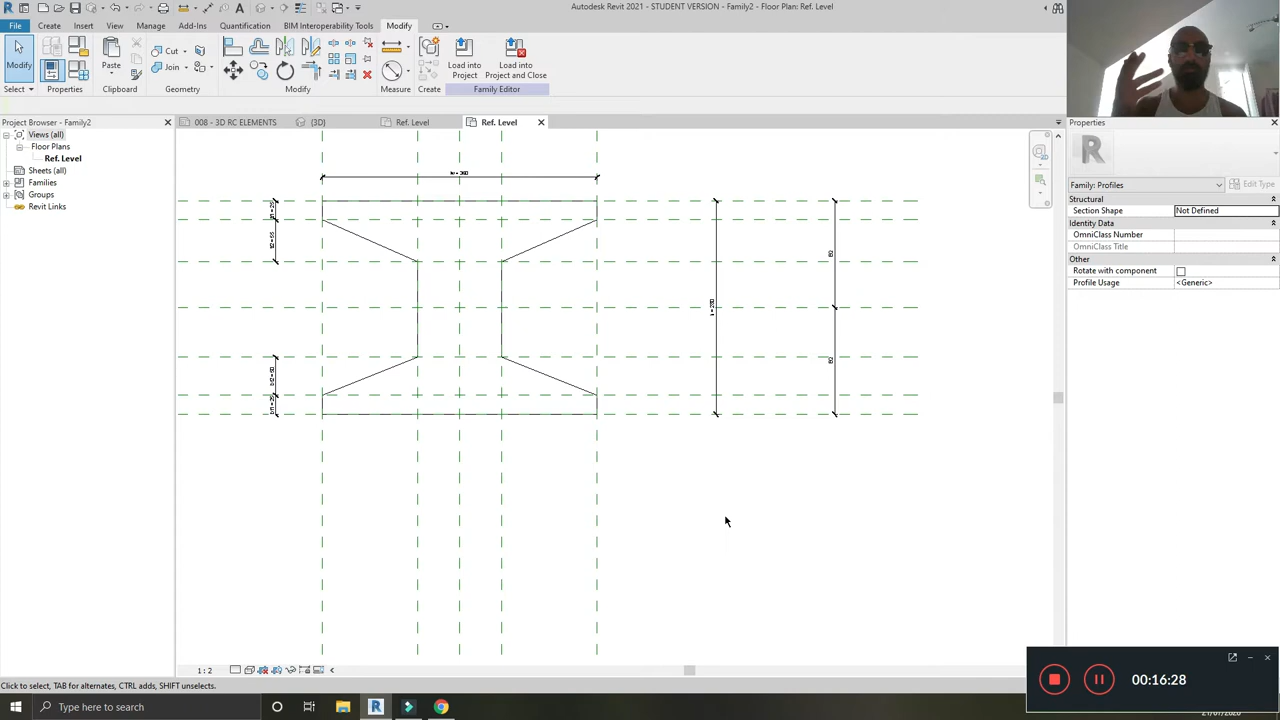 Autodesk Revit 2021 - STUDENT VERSION - Family2 - Floor Plan: Ref. Level
File Create Insert View Manage Add-Ins Quantification BIM Interoperability Tools Modify
Modify Paste Cut Join Load into Project Load into Project and Close
Select Properties Clipboard Geometry Modify Measure Create Family Editor
Project Browser - Family2
008 - 3D RC ELEMENTS {3D} Ref. Level Ref. Level
Properties
Views (all)
Floor Plans
Ref. Level
Sheets (all)
Families
Groups
Revit Links
Family: Profiles Edit Type
Structural
Section Shape Not Defined
Identity Data
OmniClass Number
OmniClass Title
Other
Rotate with component
Profile Usage <Generic>
1 : 2
Click to select, TAB for alternates, CTRL adds, SHIFT unselects.
00:16:28
Type here to search